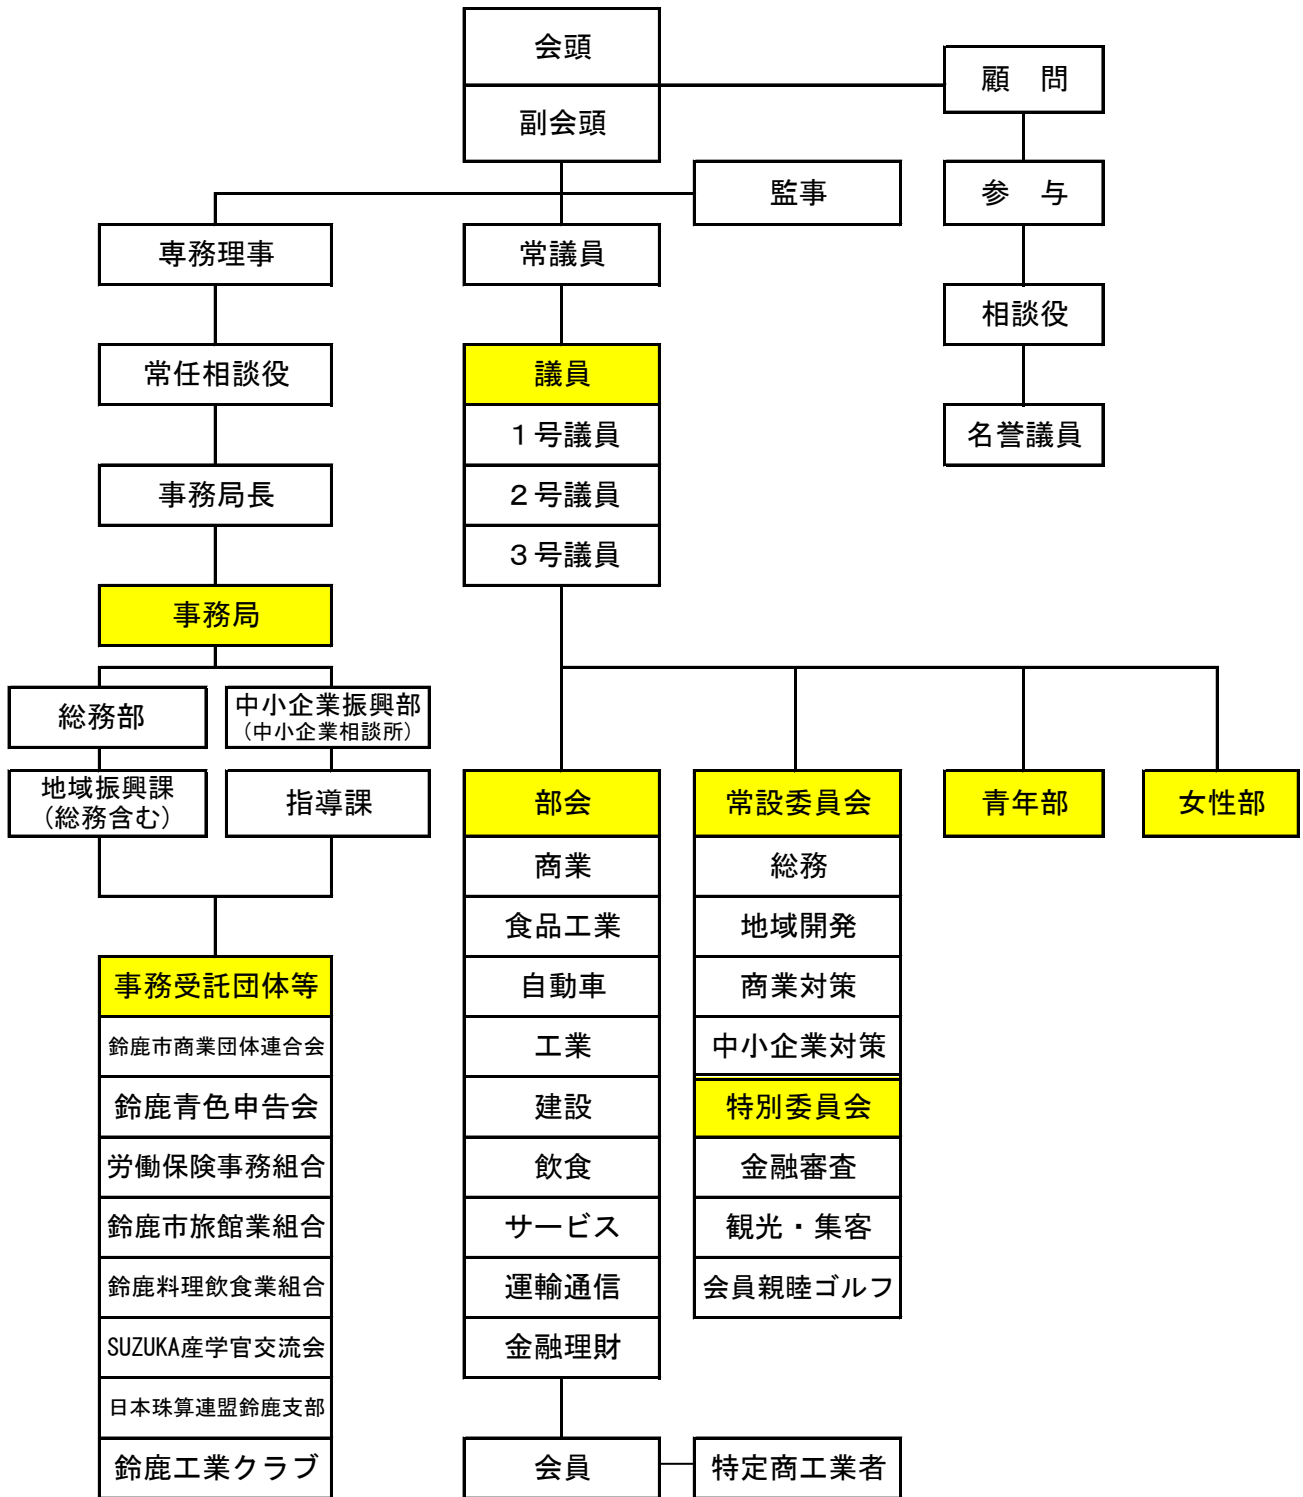 会頭
副会頭
顧　問
監事
参　与
専務理事
常議員
相談役
常任相談役
議員
1号議員
名誉議員
事務局長
2号議員
3号議員
事務局
総務部
中小企業振興部
（中小企業相談所）
地域振興課
（総務含む）
指導課
部会
商業
食品工業
自動車
工業
建設
飲食
サービス
運輸通信
金融理財
常設委員会
総務
地域開発
商業対策
中小企業対策
特別委員会
金融審査
観光・集客
会員親睦ゴルフ
青年部
女性部
事務受託団体等
鈴鹿市商業団体連合会
鈴鹿青色申告会
労働保険事務組合
鈴鹿市旅館業組合
鈴鹿料理飲食業組合
SUZUKA産学官交流会
日本珠算連盟鈴鹿支部
鈴鹿工業クラブ
会員
特定商工業者